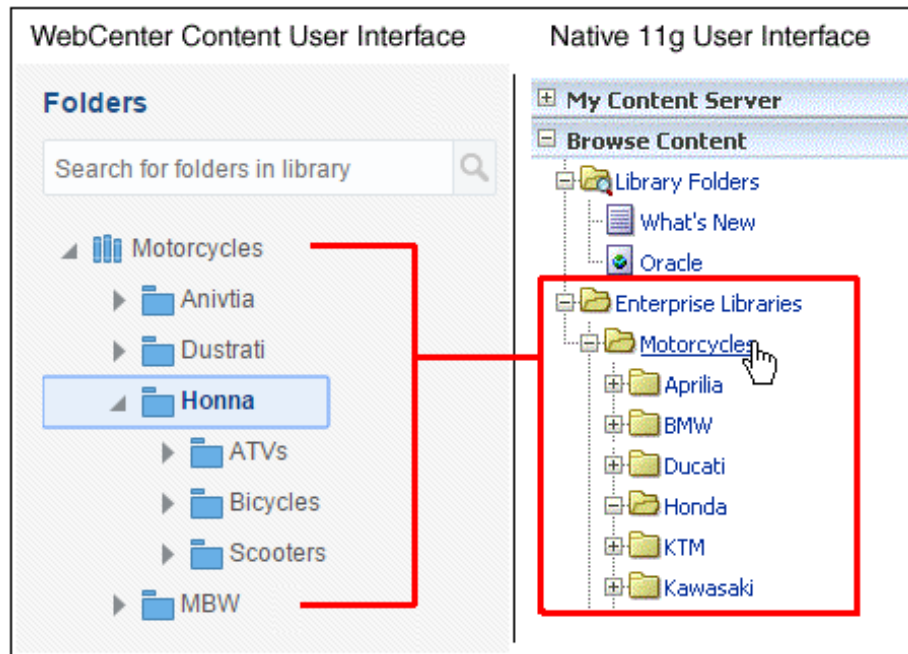 WebCenter Content User Interface
Folders
Search for folders in library
Motorcycles
Anivtia
Dustrati
Honna
ATVs
Bicycles
Scooters
MBW
Native 11g User Interface
My Content Server
Browse Content
Library Folders
What's New
Oracle
Enterprise Libraries
Motorcycles
Aprilia
BMW
Ducati
Honda
KTM
Kawasaki